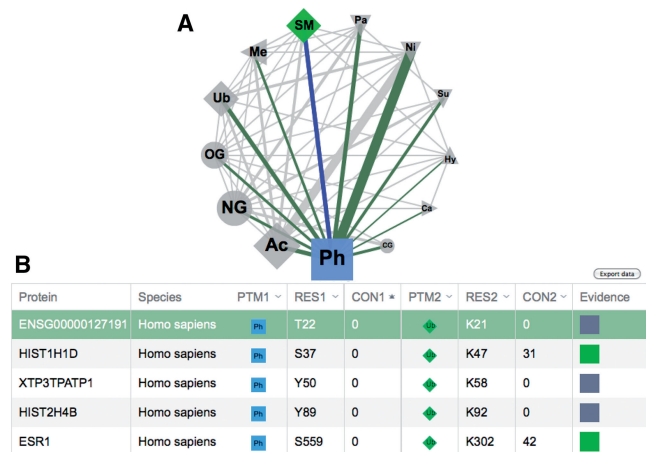 A
SM
Pa
Me
Ni
Ub
Su
OG
Hy
NG
Ca
Ac
CG
Ph
B
Export data
Protein Species PTM1 RES1 CON1 PTM2 RES2 CON2 Evidence
ENSG00000127191 Homo sapiens Ph T22 0 Ub K21 0
HIST1H1D Homo sapiens Ph S37 0 Ub K47 31
XTP3TPATP1 Homo sapiens Ph Y50 0 Ub K58 0
HIST2H4B Homo sapiens Ph Y89 0 Ub K92 0
ESR1 Homo sapiens Ph S559 0 Ub K302 42